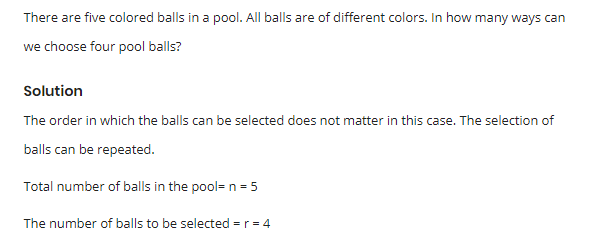 There are five colored balls in a pool. All balls are of different colors. In how many ways can
we choose four pool balls?
Solution
The order in which the balls can be selected does not matter in this case. The selection of
balls can be repeated.
Total number of balls in the pool= n = 5
The number of balls to be selected = r = 4